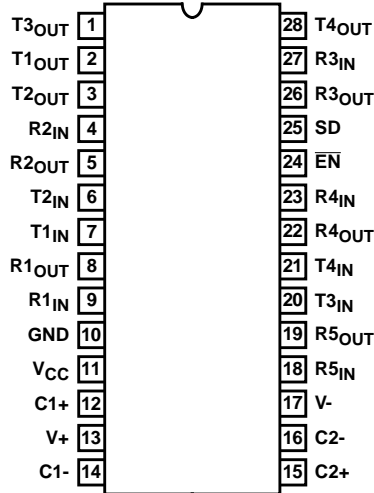 T3OUT 1 28 T4OUT
T1OUT 2 27 R3IN
T2OUT 3 26 R3OUT
R2IN 4 25 SD
R2OUT 5 24 E̅N̅
T2IN 6 23 R4IN
T1IN 7 22 R4OUT
R1OUT 8 21 T4IN
R1IN 9 20 T3IN
GND 10 19 R5OUT
VCC 11 18 R5IN
C1+ 12 17 V-
V+ 13 16 C2-
C1- 14 15 C2+